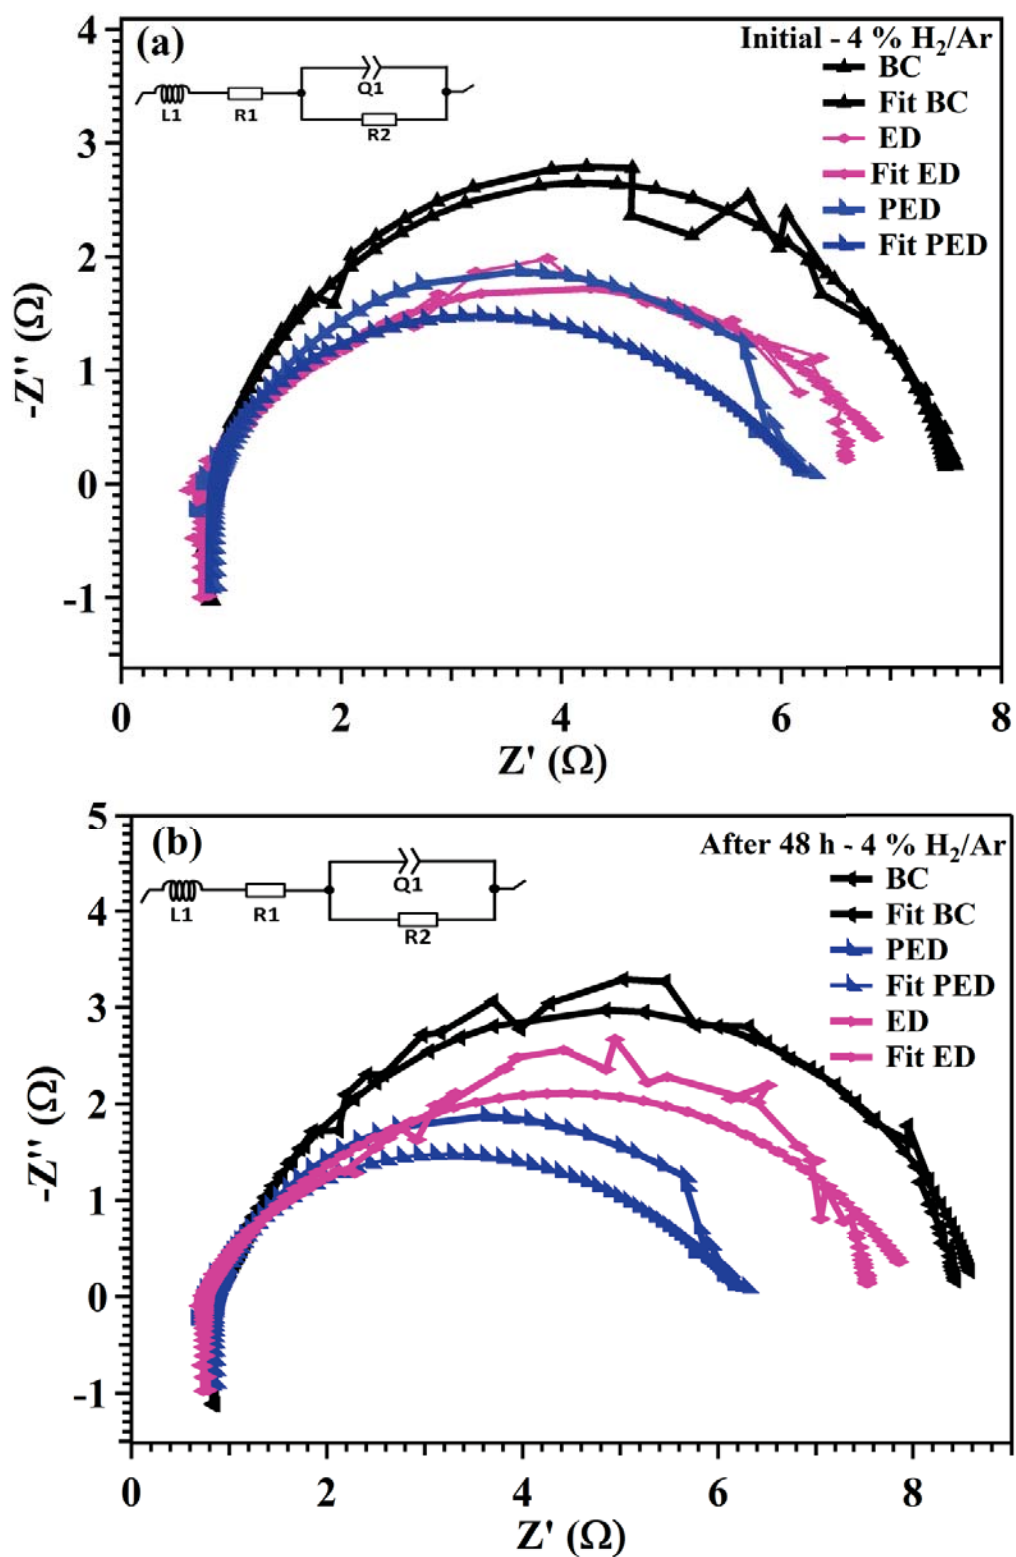 (a)
Initial - 4 % H₂/Ar
BC
Fit BC
ED
Fit ED
PED
Fit PED
L1
R1
Q1
R2
4
3
2
1
0
-1
-Z'' (Ω)
0 2 4 6 8
Z' (Ω)
(b)
After 48 h - 4 % H₂/Ar
BC
Fit BC
PED
Fit PED
ED
Fit ED
L1
R1
Q1
R2
5
4
3
2
1
0
-1
-Z'' (Ω)
0 2 4 6 8
Z' (Ω)